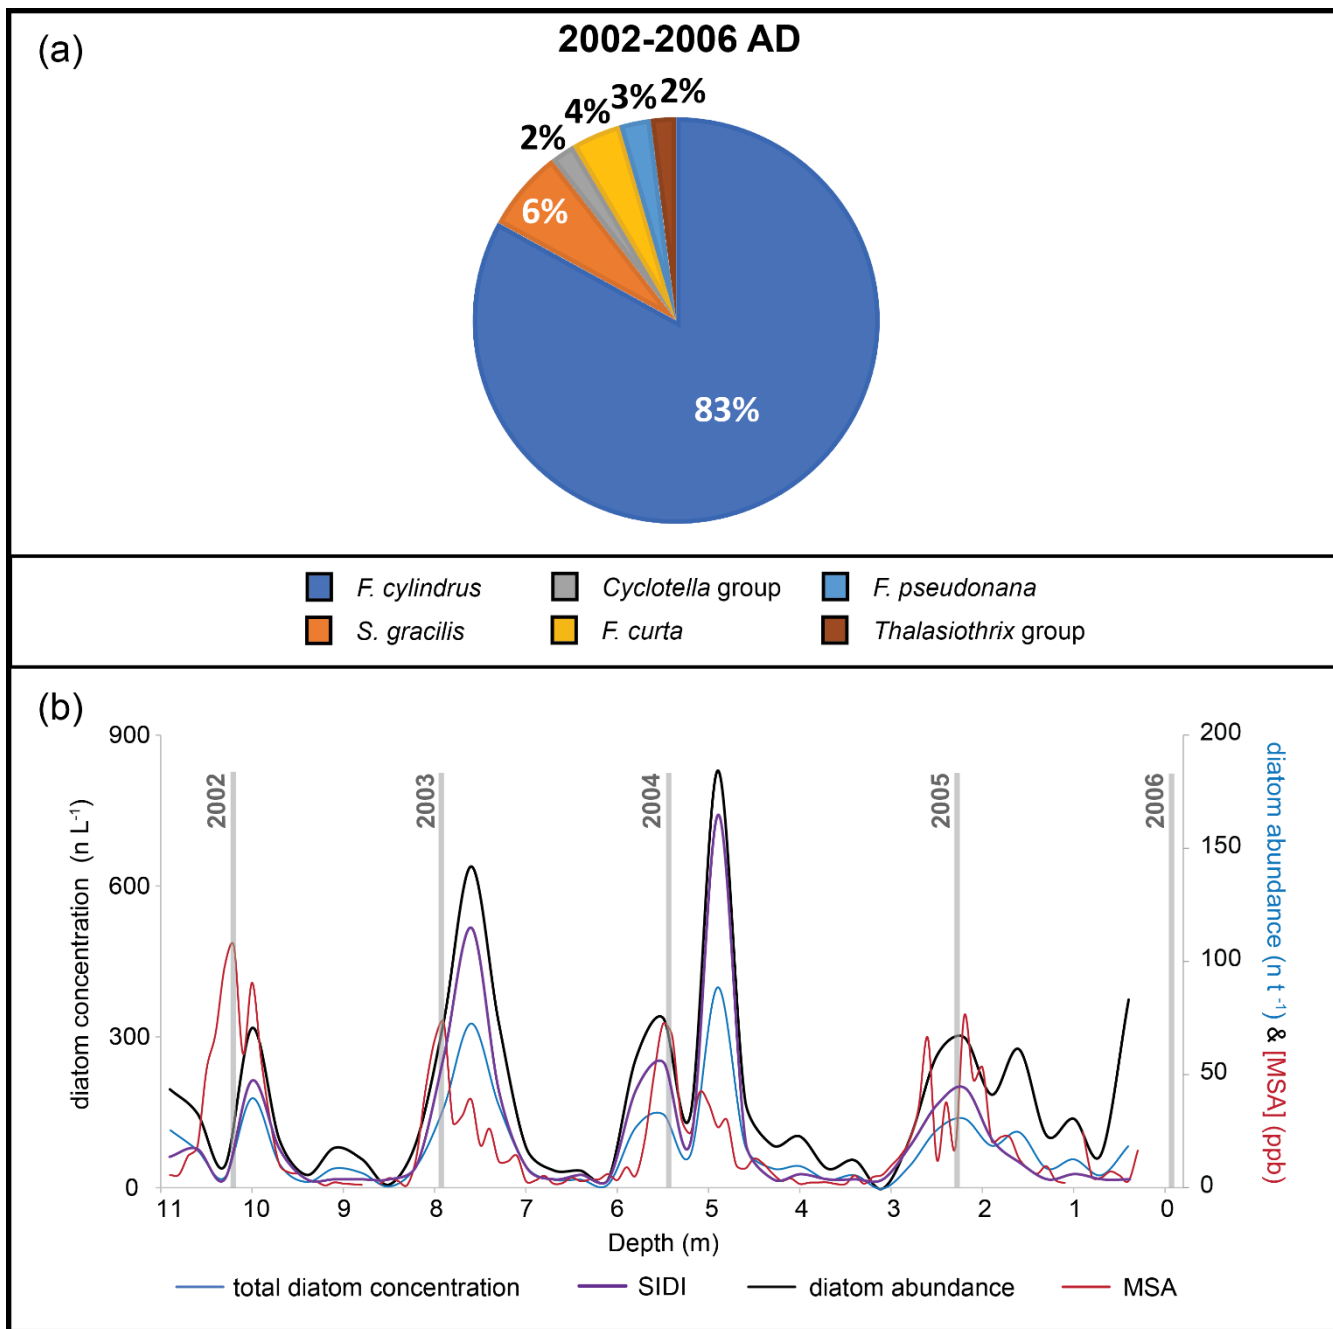 (a)
2002-2006 AD
2% 4% 3% 2%
6%
83%
F. cylindrus Cyclotella group F. pseudonana
S. gracilis F. curta Thalasiothrix group
(b)
diatom concentration (n L⁻¹)
900
600
300
0
2002
2003
2004
2005
2006
200
150
100
50
0
diatom abundance (n t⁻¹) & [MSA] (ppb)
11 10 9 8 7 6 5 4 3 2 1 0
Depth (m)
total diatom concentration SIDI diatom abundance MSA